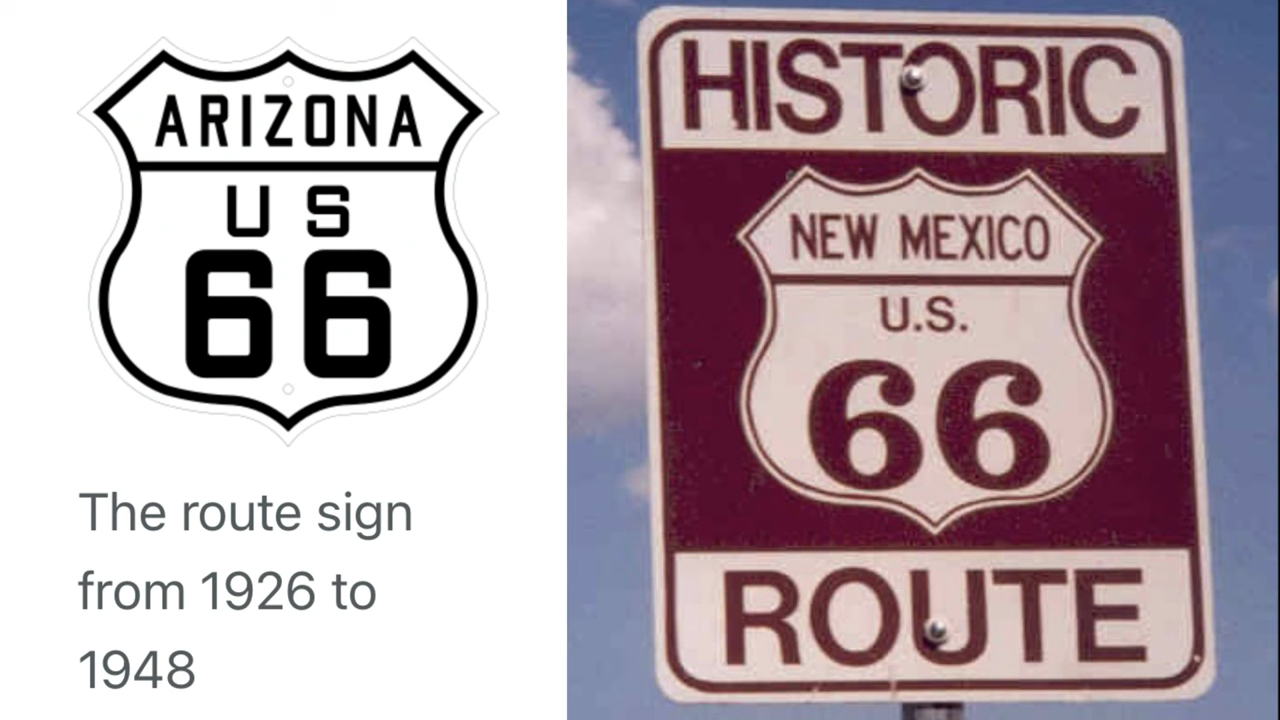 ARIZONA
US
66
The route sign
from 1926 to
1948
HISTORIC
NEW MEXICO
U.S.
66
ROUTE